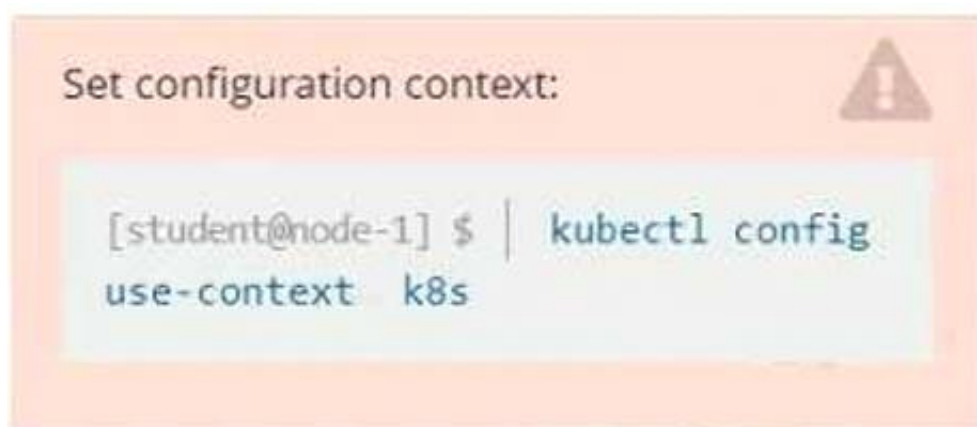 Set configuration context:
[student@node-1] $ | kubectl config
use-context k8s